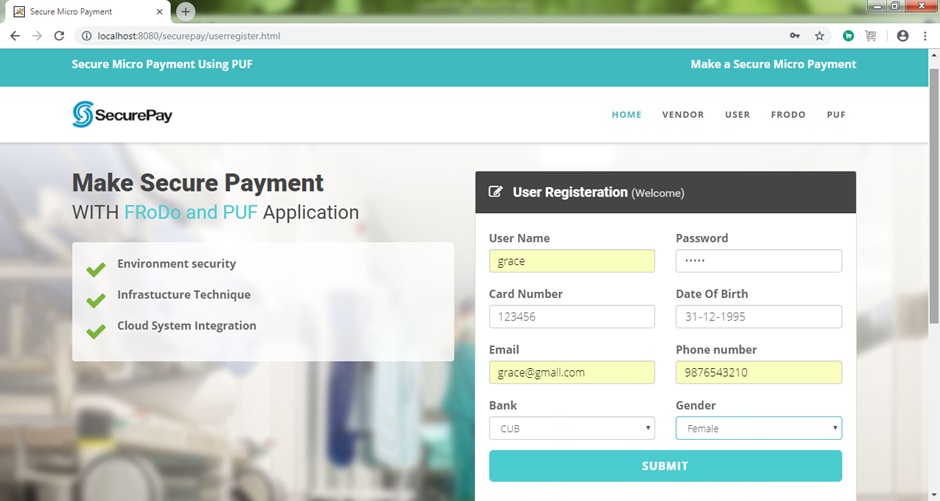 Secure Micro Payment
localhost:8080/securepay/userregister.html
Secure Micro Payment Using PUF
Make a Secure Micro Payment
SecurePay
HOME VENDOR USER FRODO PUF
Make Secure Payment
WITH FRoDo and PUF Application
Environment security
Infrastucture Technique
Cloud System Integration
User Registeration (Welcome)
User Name Password
grace •••••
Card Number Date Of Birth
123456 31-12-1995
Email Phone number
grace@gmail.com 9876543210
Bank Gender
CUB Female
SUBMIT